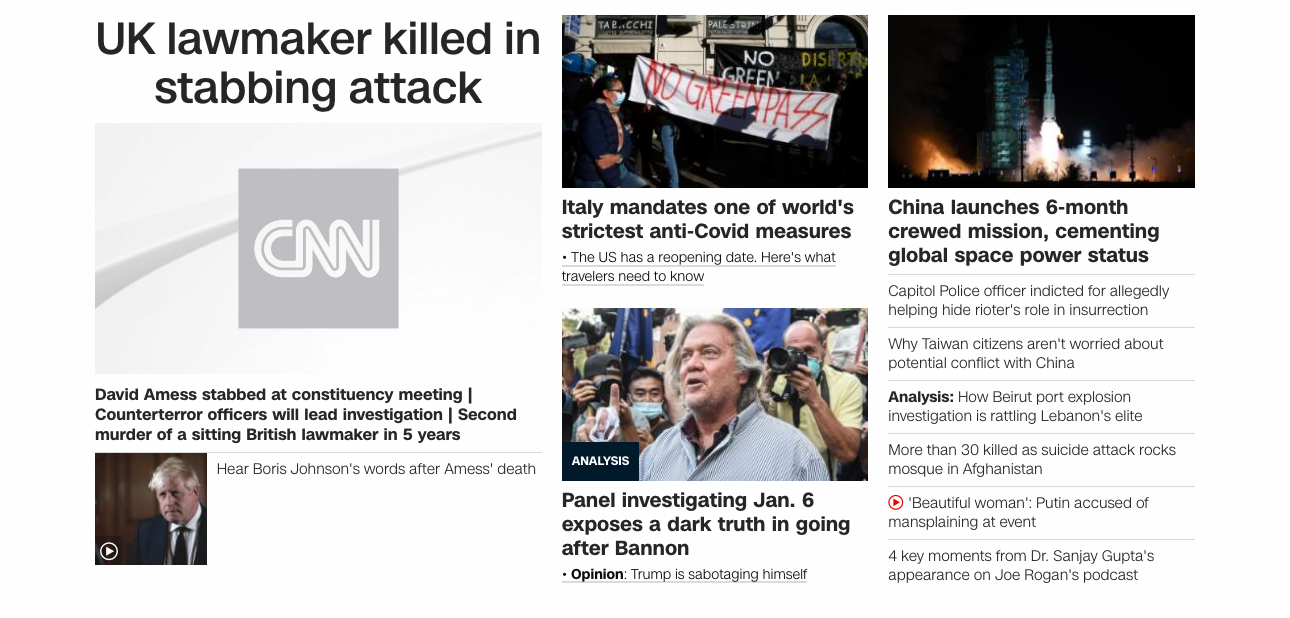 UK lawmaker killed in
stabbing attack
CNN
David Amess stabbed at constituency meeting |
Counterterror officers will lead investigation | Second
murder of a sitting British lawmaker in 5 years
Hear Boris Johnson's words after Amess' death
TABACCHI
NO
GREEN
NO GREEN PASS
Italy mandates one of world's
strictest anti-Covid measures
• The US has a reopening date. Here's what
travelers need to know
ANALYSIS
Panel investigating Jan. 6
exposes a dark truth in going
after Bannon
• Opinion: Trump is sabotaging himself
China launches 6-month
crewed mission, cementing
global space power status
Capitol Police officer indicted for allegedly
helping hide rioter's role in insurrection
Why Taiwan citizens aren't worried about
potential conflict with China
Analysis: How Beirut port explosion
investigation is rattling Lebanon's elite
More than 30 killed as suicide attack rocks
mosque in Afghanistan
'Beautiful woman': Putin accused of
mansplaining at event
4 key moments from Dr. Sanjay Gupta's
appearance on Joe Rogan's podcast